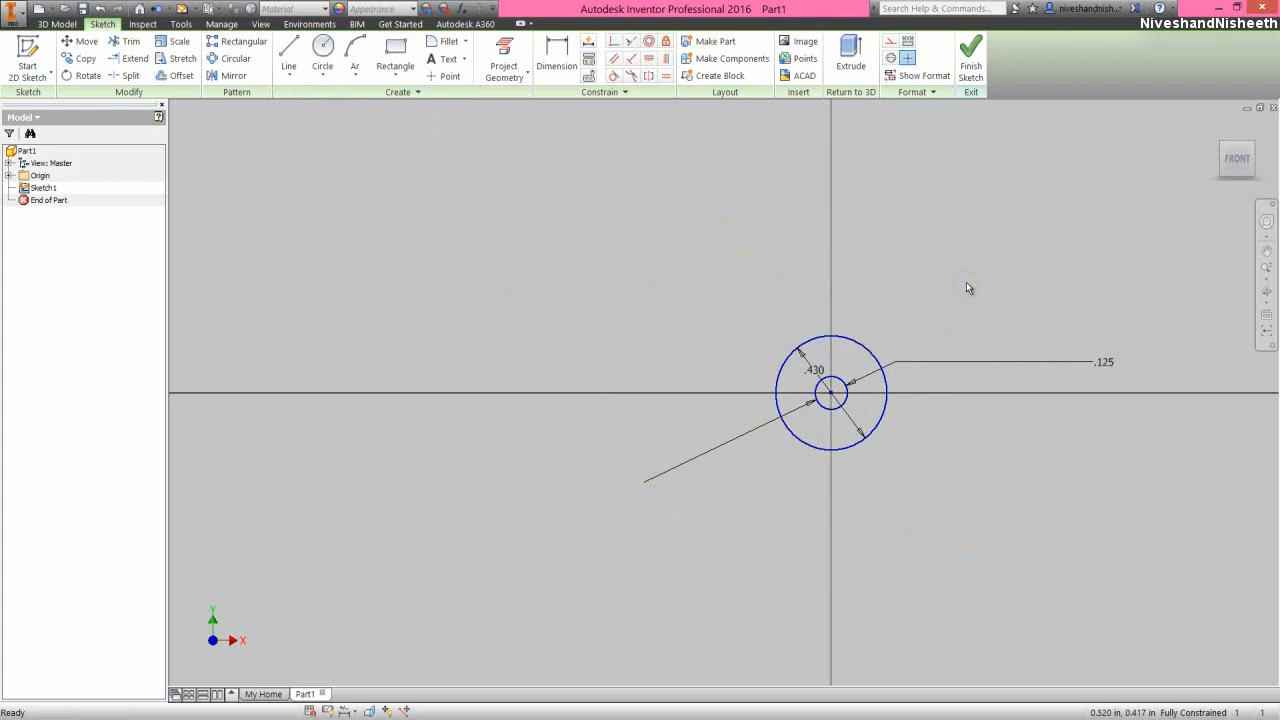 Material
Appearance
Autodesk Inventor Professional 2016 Part1
Search Help & Commands...
niveshandnish...
NiveshandNisheeth
PRO
3D Model Sketch Inspect Tools Manage View Environments BIM Get Started Autodesk A360
Start
2D Sketch
Move Trim Scale
Copy Extend Stretch
Rotate Split Offset
Rectangular
Circular
Mirror
Line Circle Arc Rectangle
Fillet
Text
Point
Project
Geometry
Dimension
Make Part
Make Components
Create Block
Image
Points
ACAD
Extrude
Show Format
Finish
Sketch
Sketch Modify Pattern Create Constrain Layout Insert Return to 3D Format Exit
Model
Part1
View: Master
Origin
Sketch1
End of Part
FRONT
.430
.125
Y
X
My Home Part1
Ready
0.520 in, 0.417 in Fully Constrained 1 1